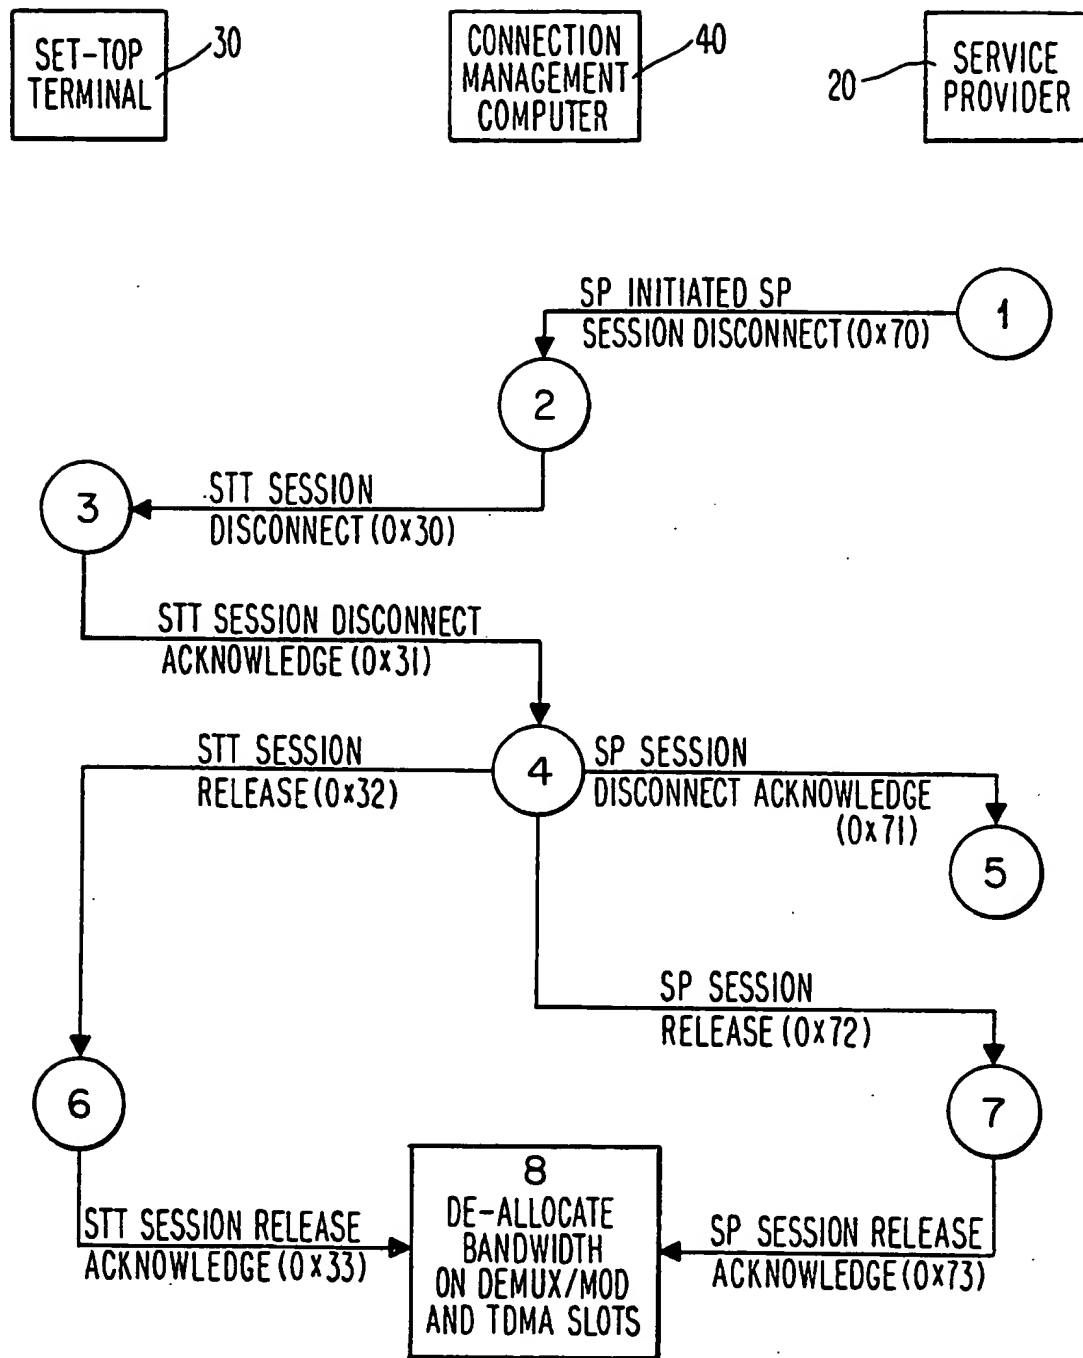 SET-TOP
TERMINAL
30
CONNECTION
MANAGEMENT
COMPUTER
40
20
SERVICE
PROVIDER
SP INITIATED SP
SESSION DISCONNECT (0x70)
1
2
STT SESSION
DISCONNECT (0x30)
3
STT SESSION DISCONNECT
ACKNOWLEDGE (0x31)
STT SESSION
RELEASE (0x32)
4
SP SESSION
DISCONNECT ACKNOWLEDGE
(0x71)
5
SP SESSION
RELEASE (0x72)
6
7
8
DE-ALLOCATE
BANDWIDTH
ON DEMUX/MOD
AND TDMA SLOTS
STT SESSION RELEASE
ACKNOWLEDGE (0x33)
SP SESSION RELEASE
ACKNOWLEDGE (0x73)